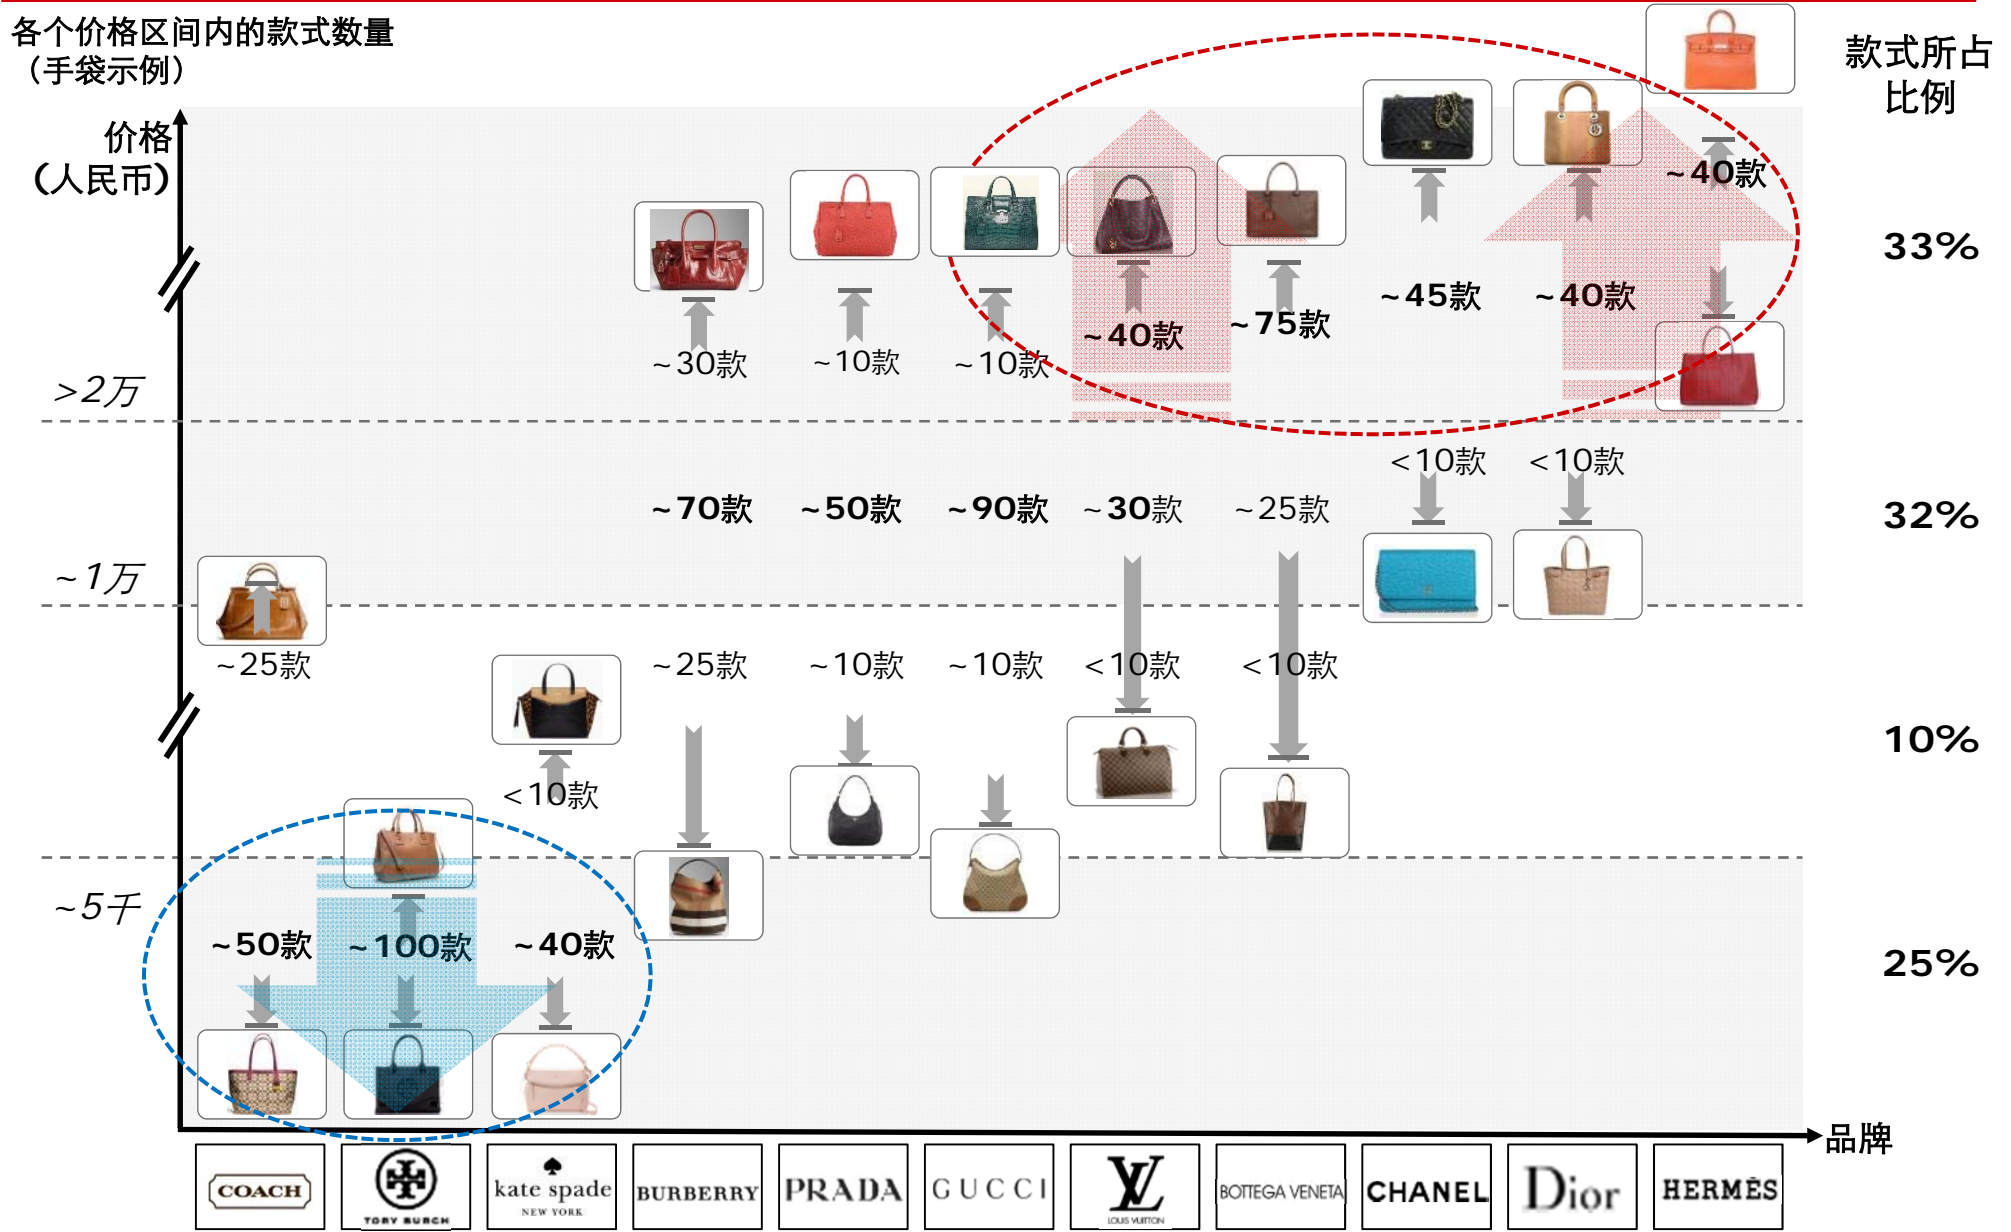 各个价格区间内的款式数量
（手袋示例）
款式所占
比例
价格
（人民币）
~40款
33%
~45款
~40款
~75款
~40款
~30款
~10款
~10款
>2万
<10款
<10款
~70款
~50款
~90款
~30款
~25款
32%
~1万
~25款
~25款
~10款
~10款
<10款
<10款
10%
<10款
~5千
~50款
~100款
~40款
25%
品牌
COACH
TORY BURCH
kate spade
NEW YORK
BURBERRY
PRADA
GUCCI
LV
LOUIS VUITTON
BOTTEGA VENETA
CHANEL
Dior
HERMÈS